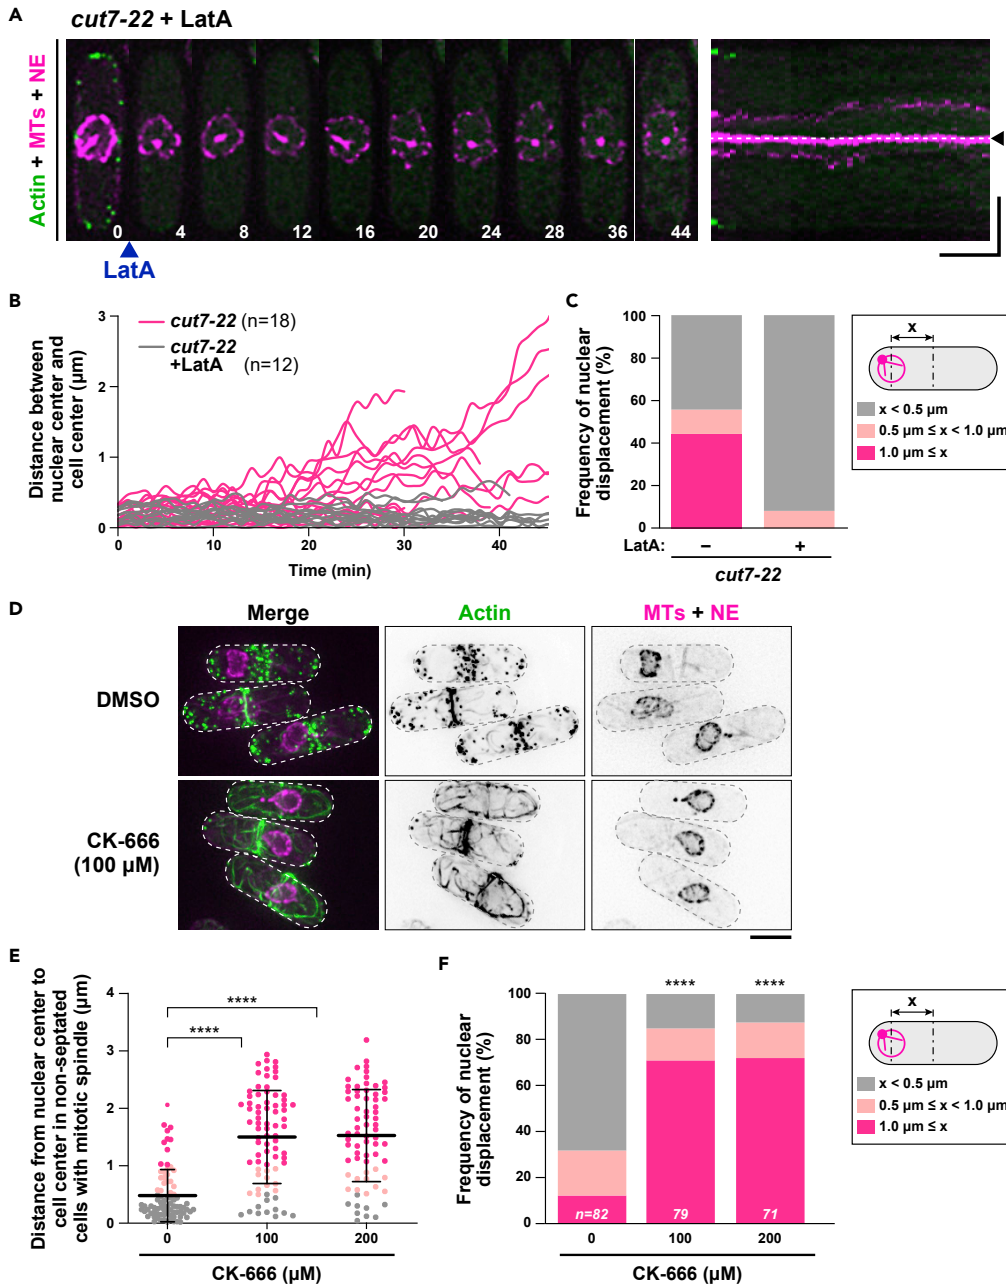 A
cut7-22 + LatA
Actin + MTs + NE
0 4 8 12 16 20 24 28 36 44
LatA
B
Distance between
nuclear center and
cell center (μm)
3
2
1
0
cut7-22 (n=18)
cut7-22
+LatA (n=12)
0 10 20 30 40
Time (min)
C
Frequency of nuclear
displacement (%)
100
80
60
40
20
0
LatA: − +
cut7-22
x
x < 0.5 μm
0.5 μm ≤ x < 1.0 μm
1.0 μm ≤ x
D
Merge Actin MTs + NE
DMSO
CK-666
(100 μM)
E
Distance from nuclear center to
cell center in non-septated
cells with mitotic spindle (μm)
4
3
2
1
0
****
****
0 100 200
CK-666 (μM)
F
Frequency of nuclear
displacement (%)
100
80
60
40
20
0
**** ****
n=82 79 71
0 100 200
CK-666 (μM)
x
x < 0.5 μm
0.5 μm ≤ x < 1.0 μm
1.0 μm ≤ x